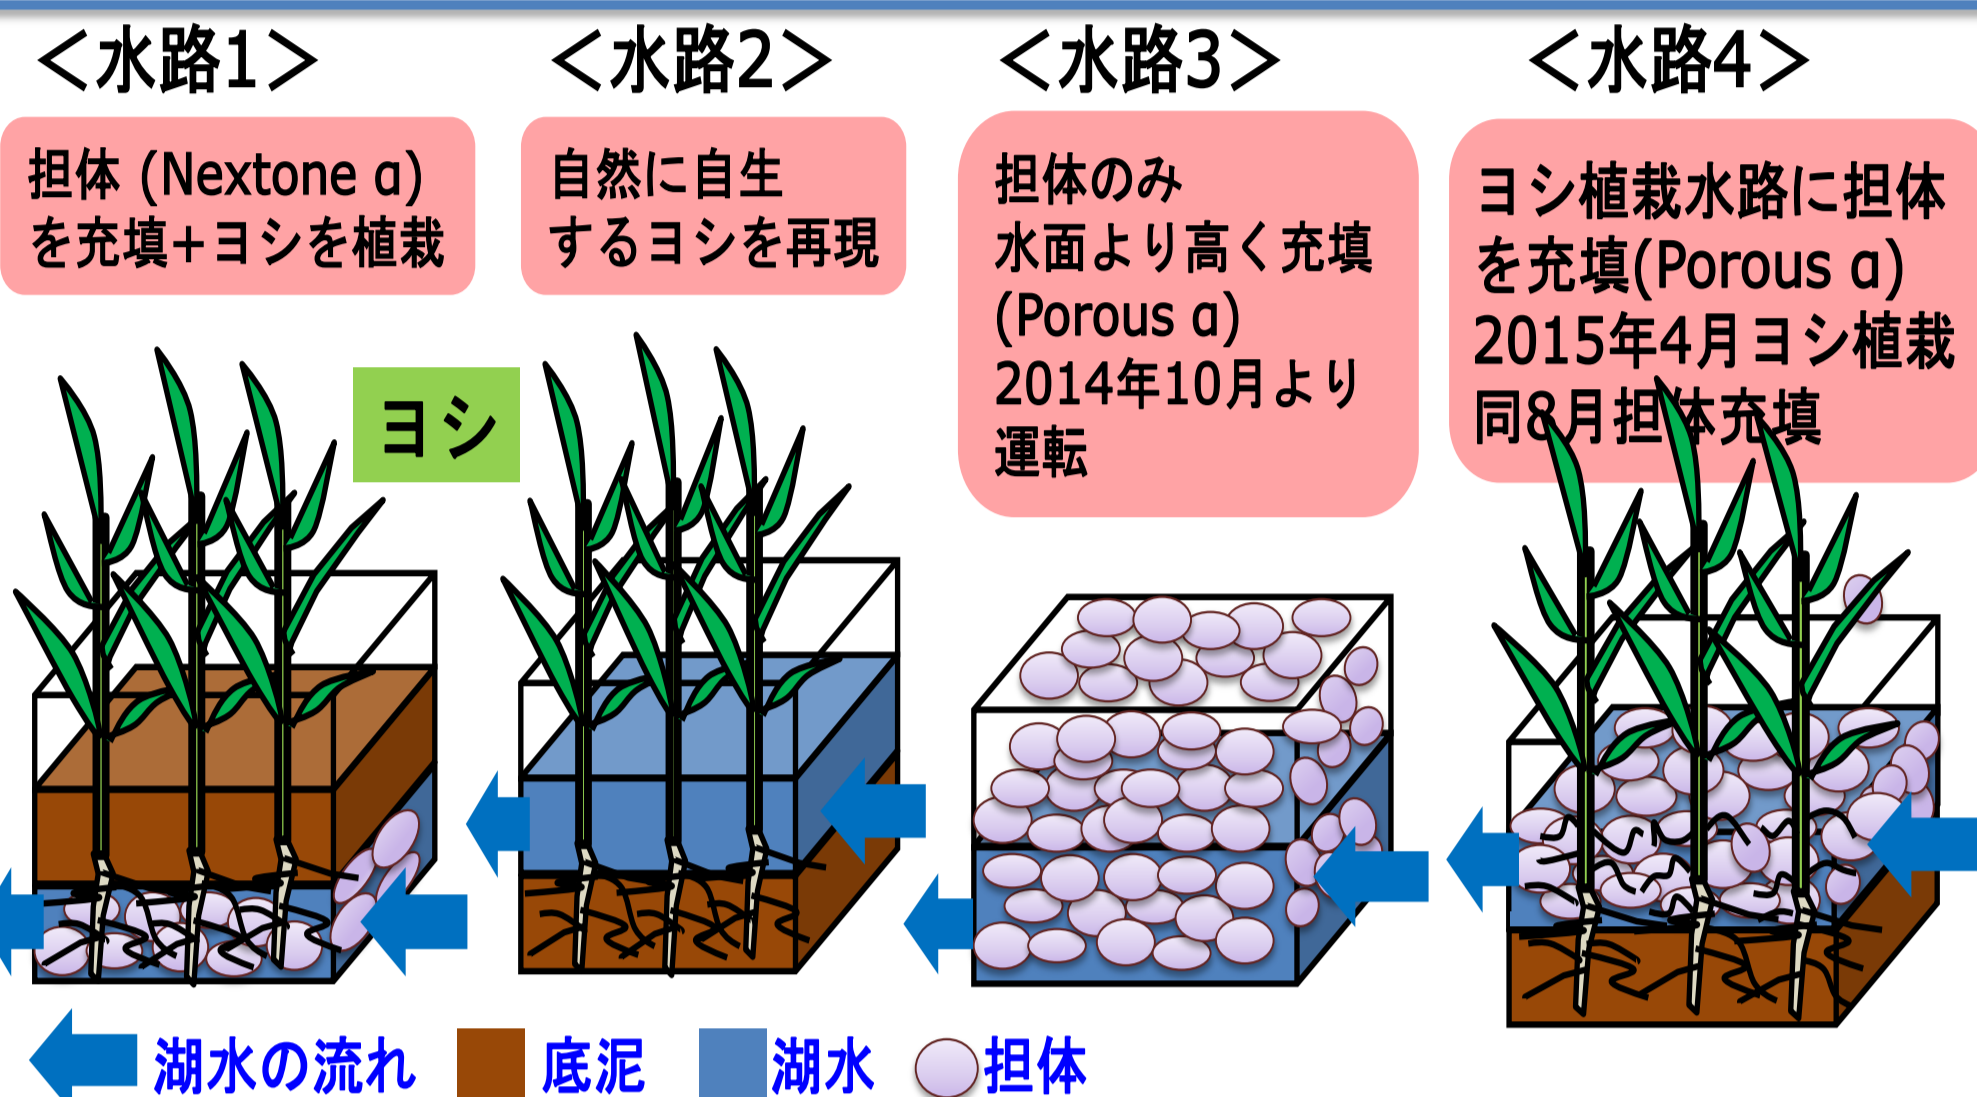 ＜水路1＞
＜水路2＞
＜水路3＞
＜水路4＞
担体 (Nextone α)
を充填+ヨシを植栽
自然に自生
するヨシを再現
担体のみ
水面より高く充填
(Porous α)
2014年10月より
運転
ヨシ植栽水路に担体
を充填(Porous α)
2015年4月ヨシ植栽
同8月担体充填
ヨシ
湖水の流れ
底泥
湖水
担体